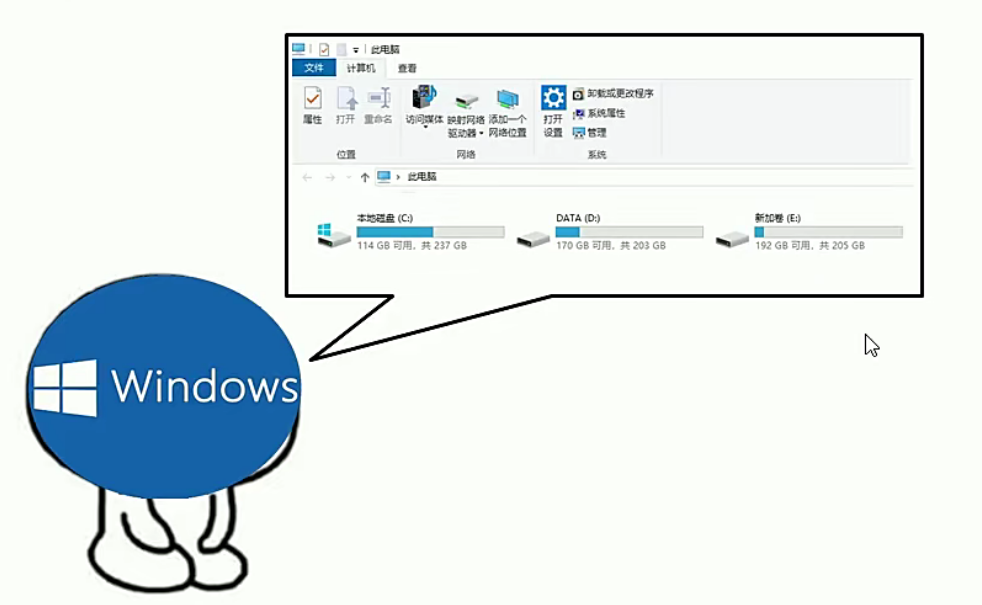 此电脑
文件 计算机 查看
属性 打开 重命名 访问媒体 映射网络驱动器 添加一个网络位置 打开设置 卸载或更改程序
系统属性
管理
位置 网络 系统
此电脑
本地磁盘 (C:) DATA (D:) 新加卷 (E:)
114 GB 可用，共 237 GB 170 GB 可用，共 203 GB 192 GB 可用，共 205 GB
Windows